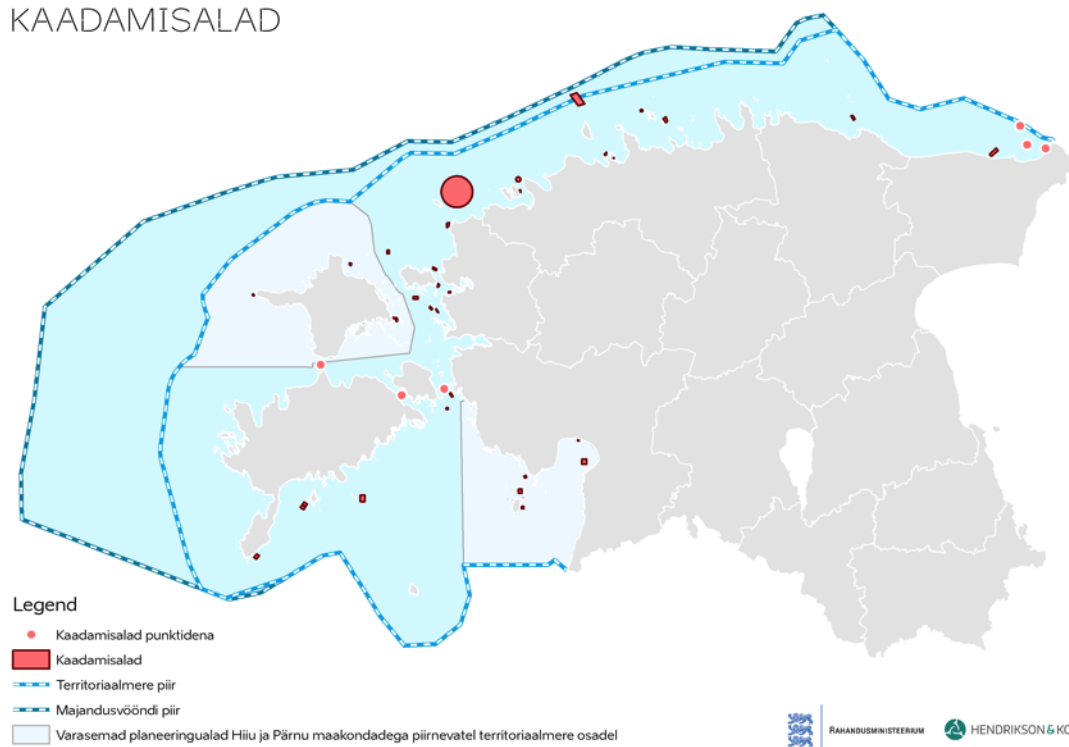 KAADAMISALAD
Legend
Kaadamisalad punktidena
Kaadamisalad
Territoriaalmere piir
Majandusvööndi piir
Varasemad planeeringualad Hiiu ja Pärnu maakondadega piirnevatel territoriaalmere osadel
RAHANDUSMINISTEERIUM
HENDRIKSON & KO